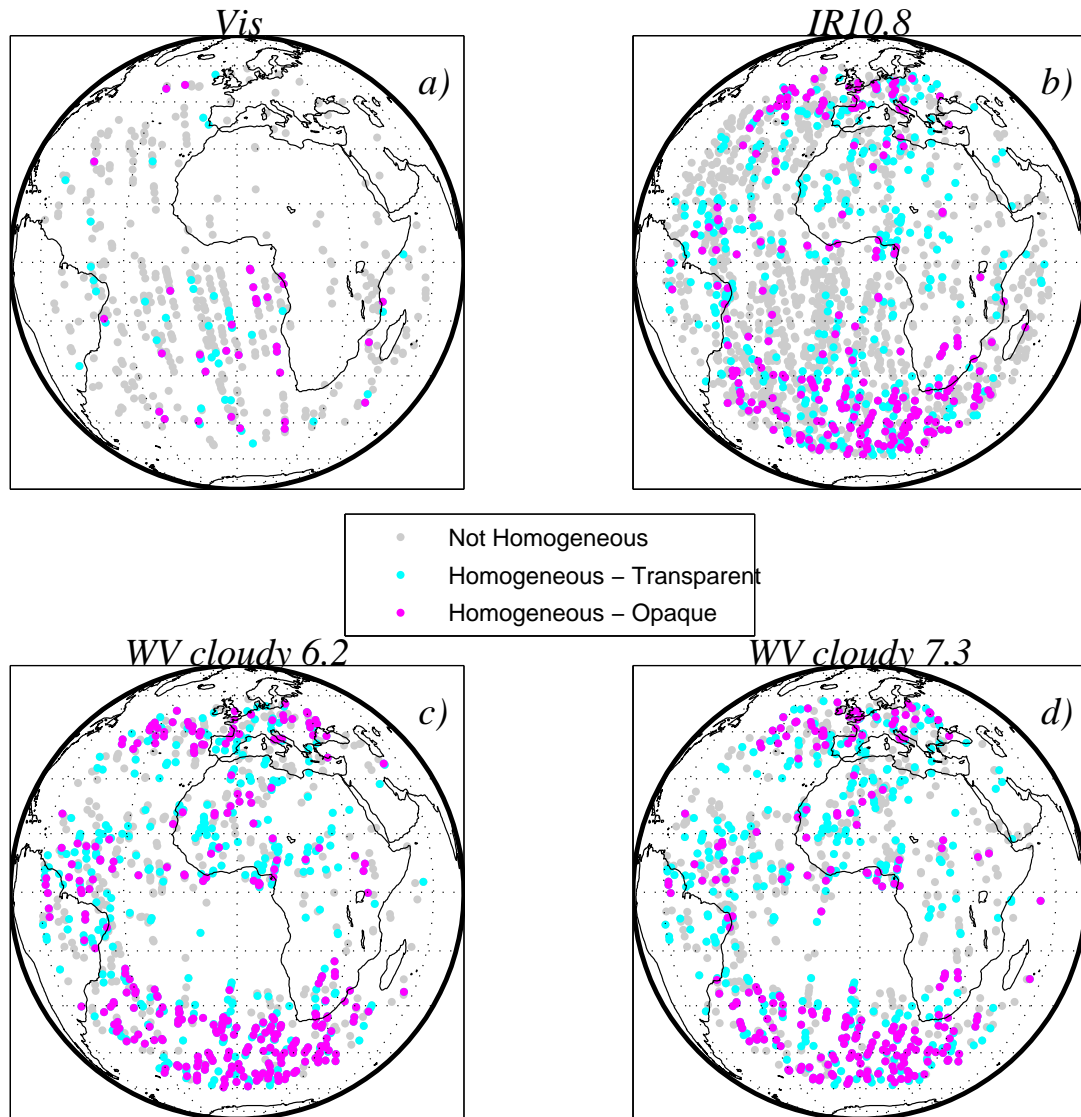 Vis
IR10.8
a)
b)
Not Homogeneous
Homogeneous − Transparent
Homogeneous − Opaque
WV cloudy 6.2
WV cloudy 7.3
c)
d)